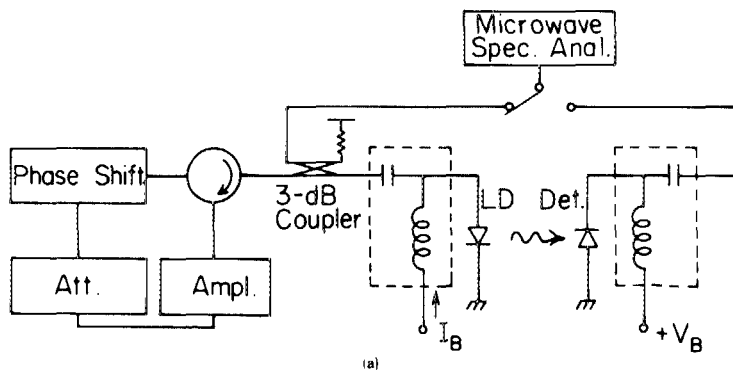 Microwave
Spec. Anal.
Phase Shift
3-dB
Coupler
LD
Det.
Att.
Ampl.
I_B
+V_B
(a)